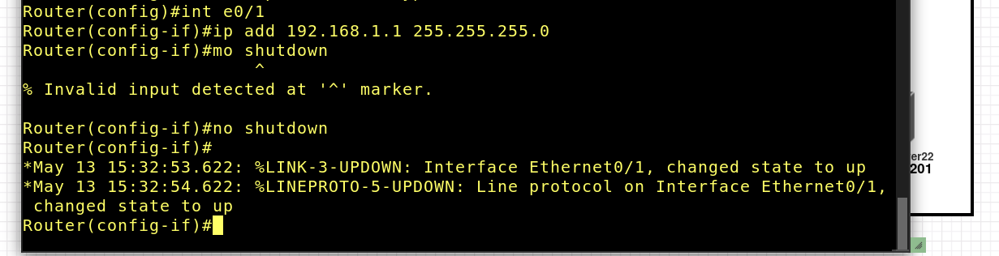 Router(config)#int e0/1
Router(config-if)#ip add 192.168.1.1 255.255.255.0
Router(config-if)#mo shutdown
^
% Invalid input detected at '^' marker.
Router(config-if)#no shutdown
Router(config-if)#
*May 13 15:32:53.622: %LINK-3-UPDOWN: Interface Ethernet0/1, changed state to up
*May 13 15:32:54.622: %LINEPROTO-5-UPDOWN: Line protocol on Interface Ethernet0/1,
changed state to up
Router(config-if)#
er22
201